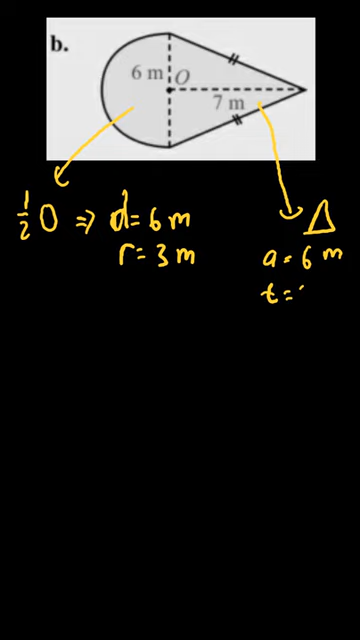 b.
6 m
O
7 m
½ O ⇒ d = 6 m
r = 3 m
Δ
a = 6 m
t =